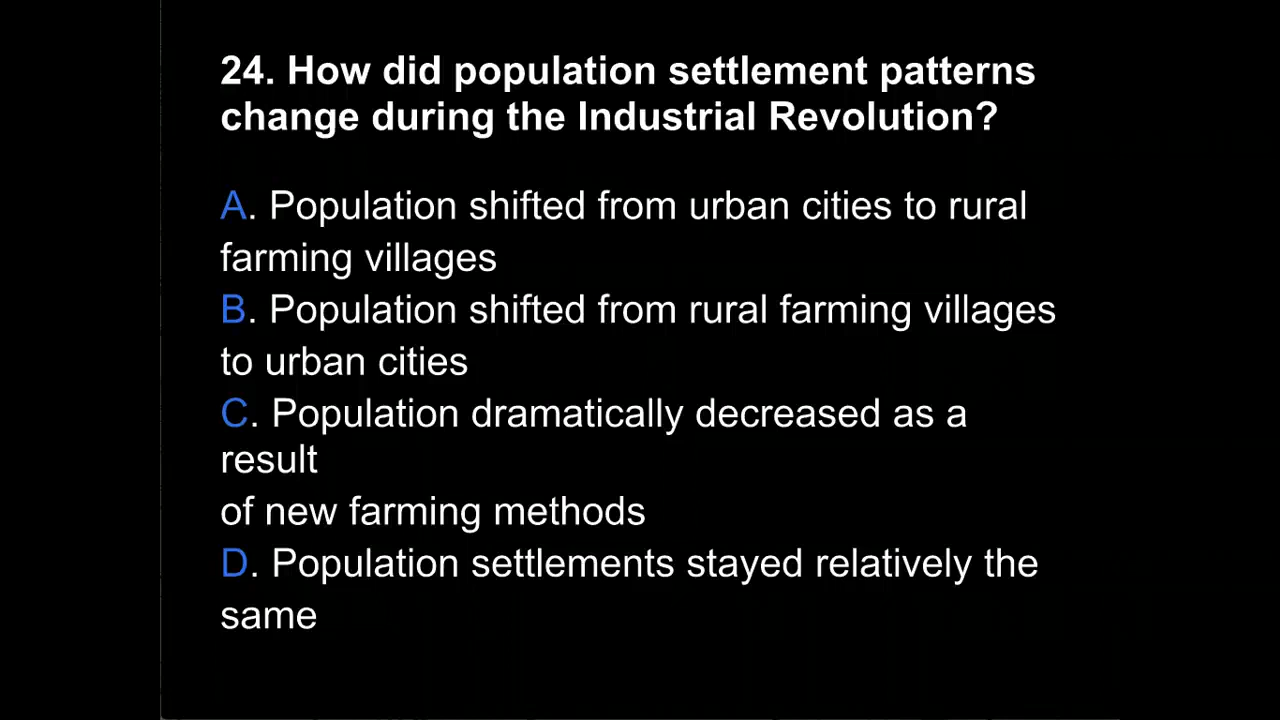 24. How did population settlement patterns
change during the Industrial Revolution?
A. Population shifted from urban cities to rural
farming villages
B. Population shifted from rural farming villages
to urban cities
C. Population dramatically decreased as a
result
of new farming methods
D. Population settlements stayed relatively the
same